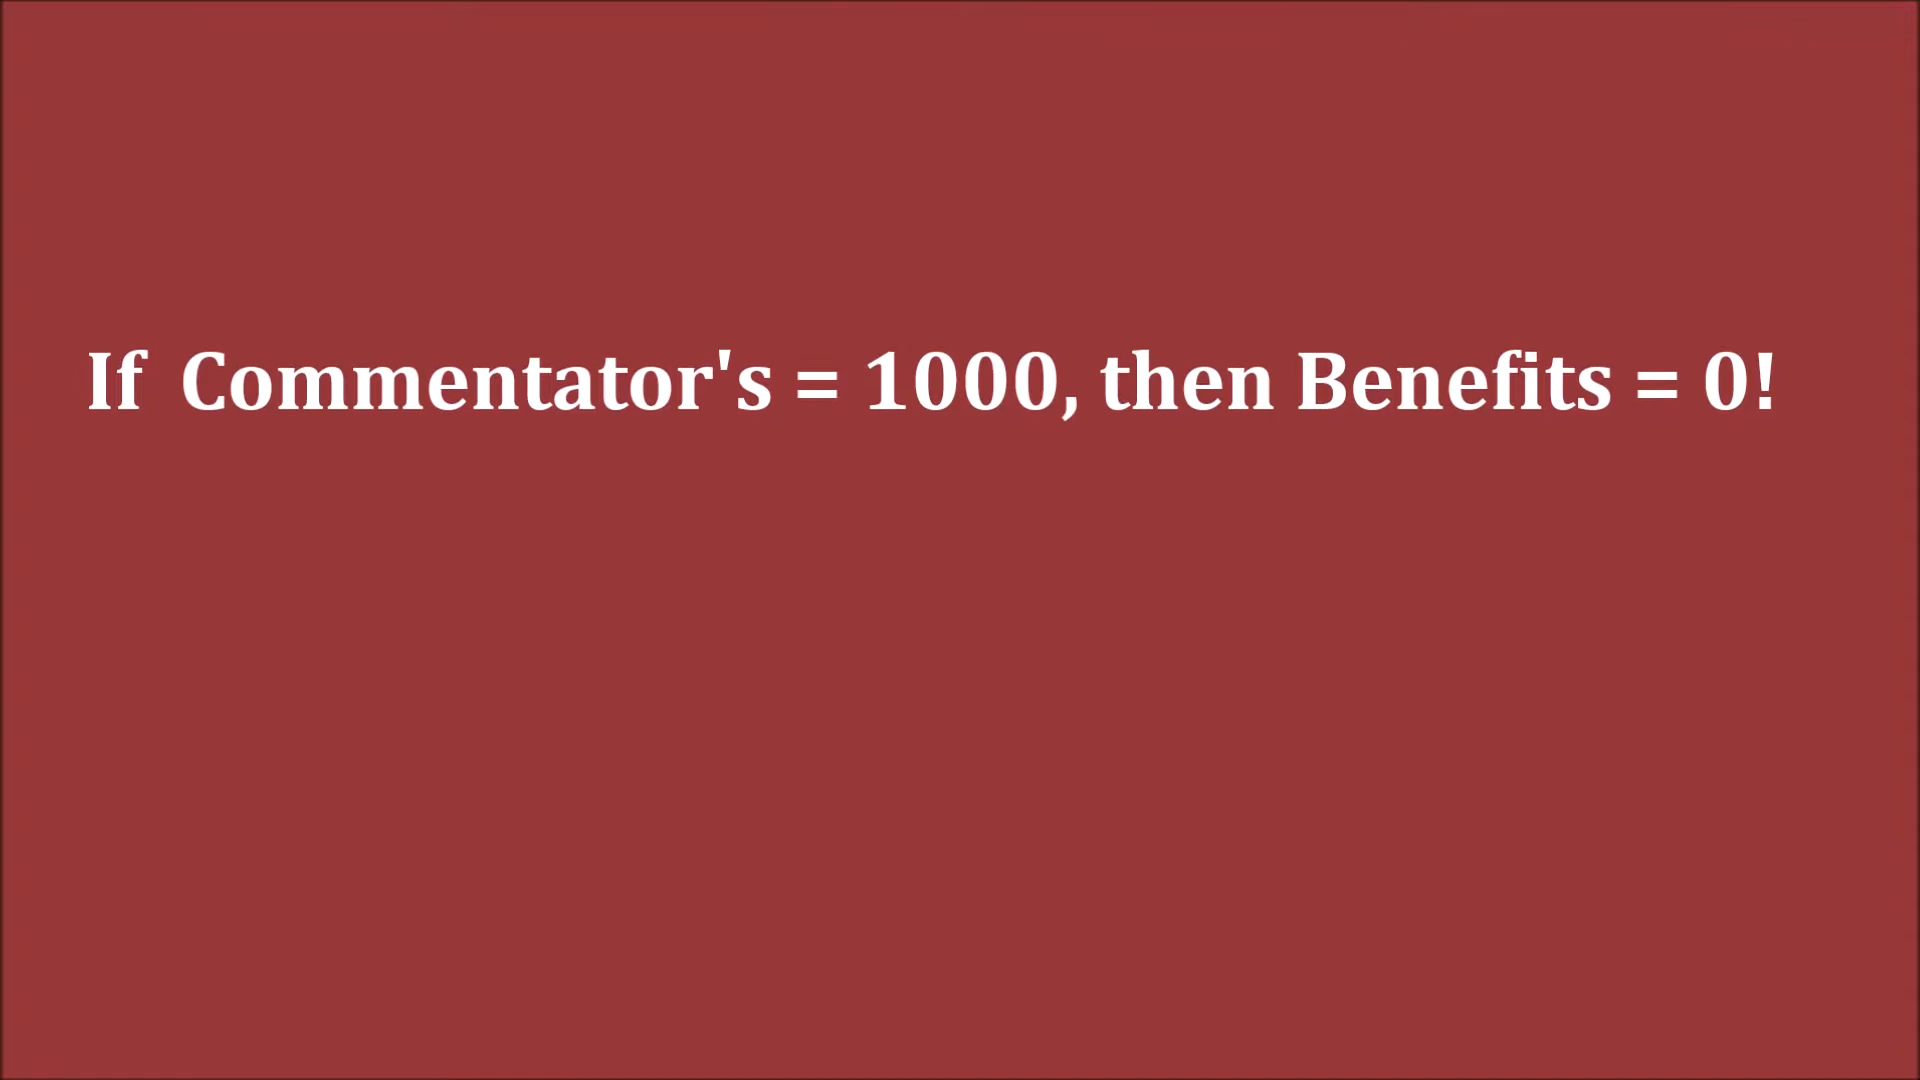 If  Commentator's = 1000, then Benefits = 0!